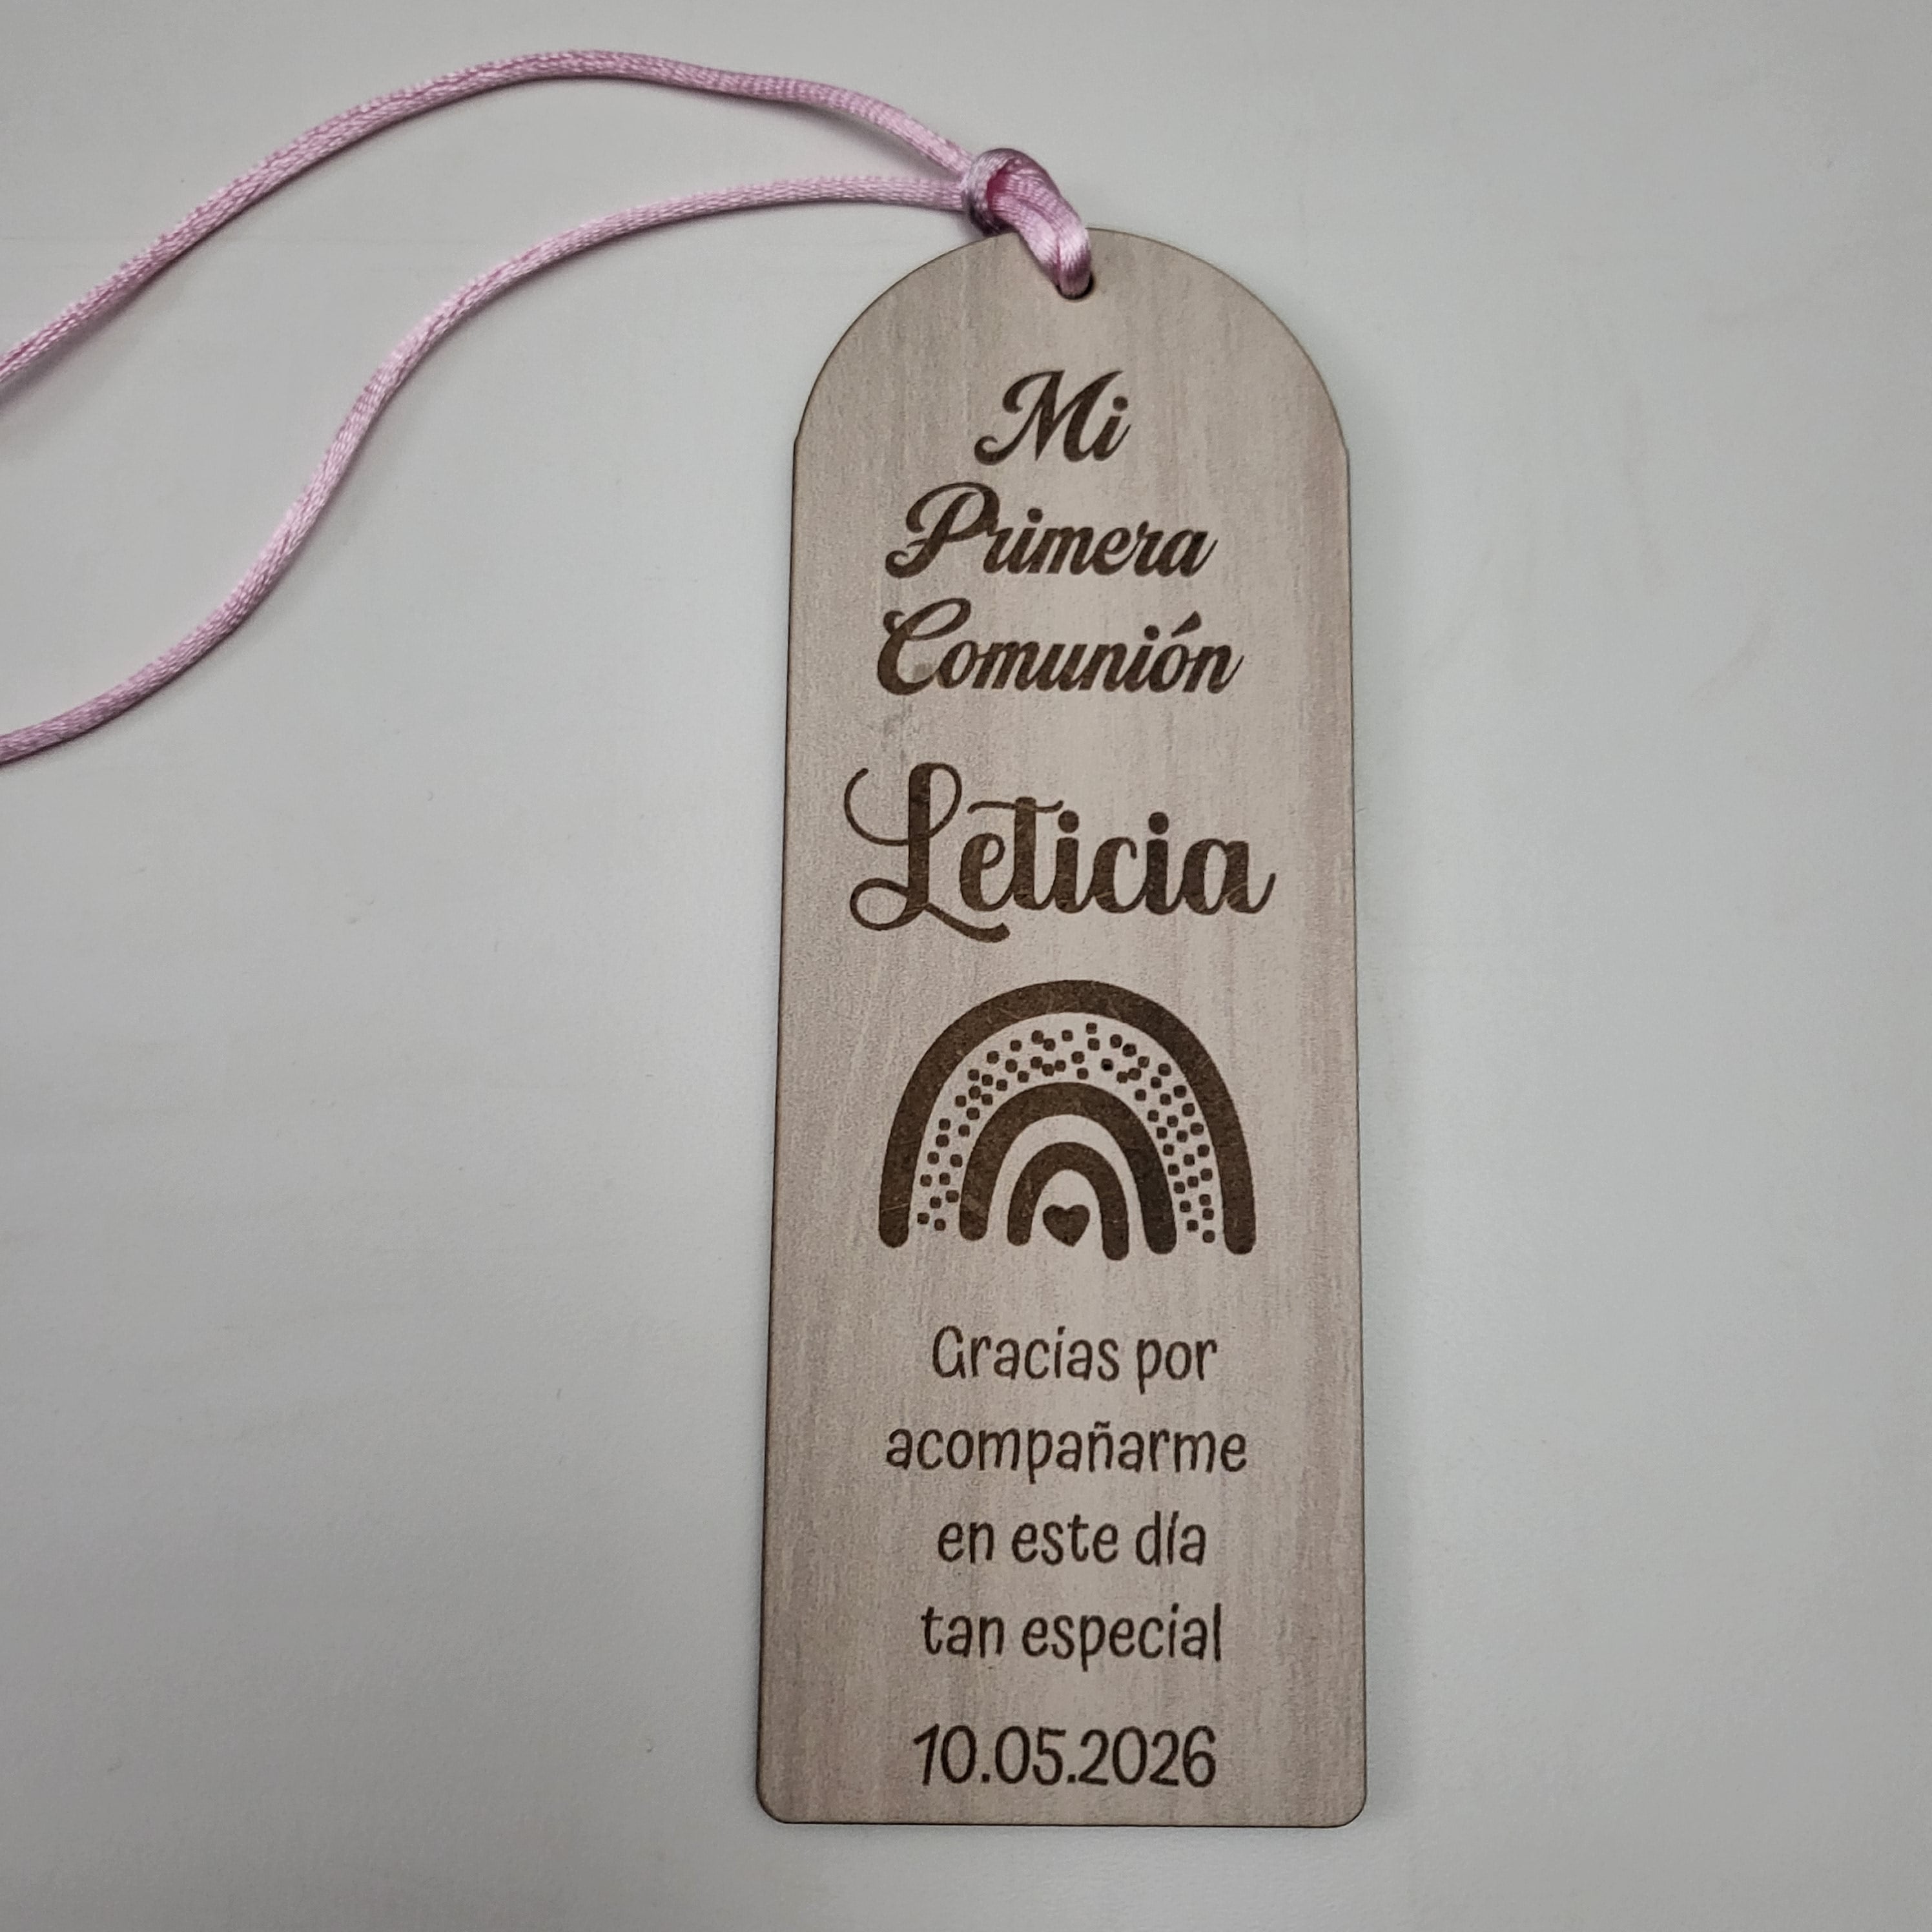 Mi
Primera
Comunión
Leticia
Gracias por
acompañarme
en este día
tan especial
10.05.2026